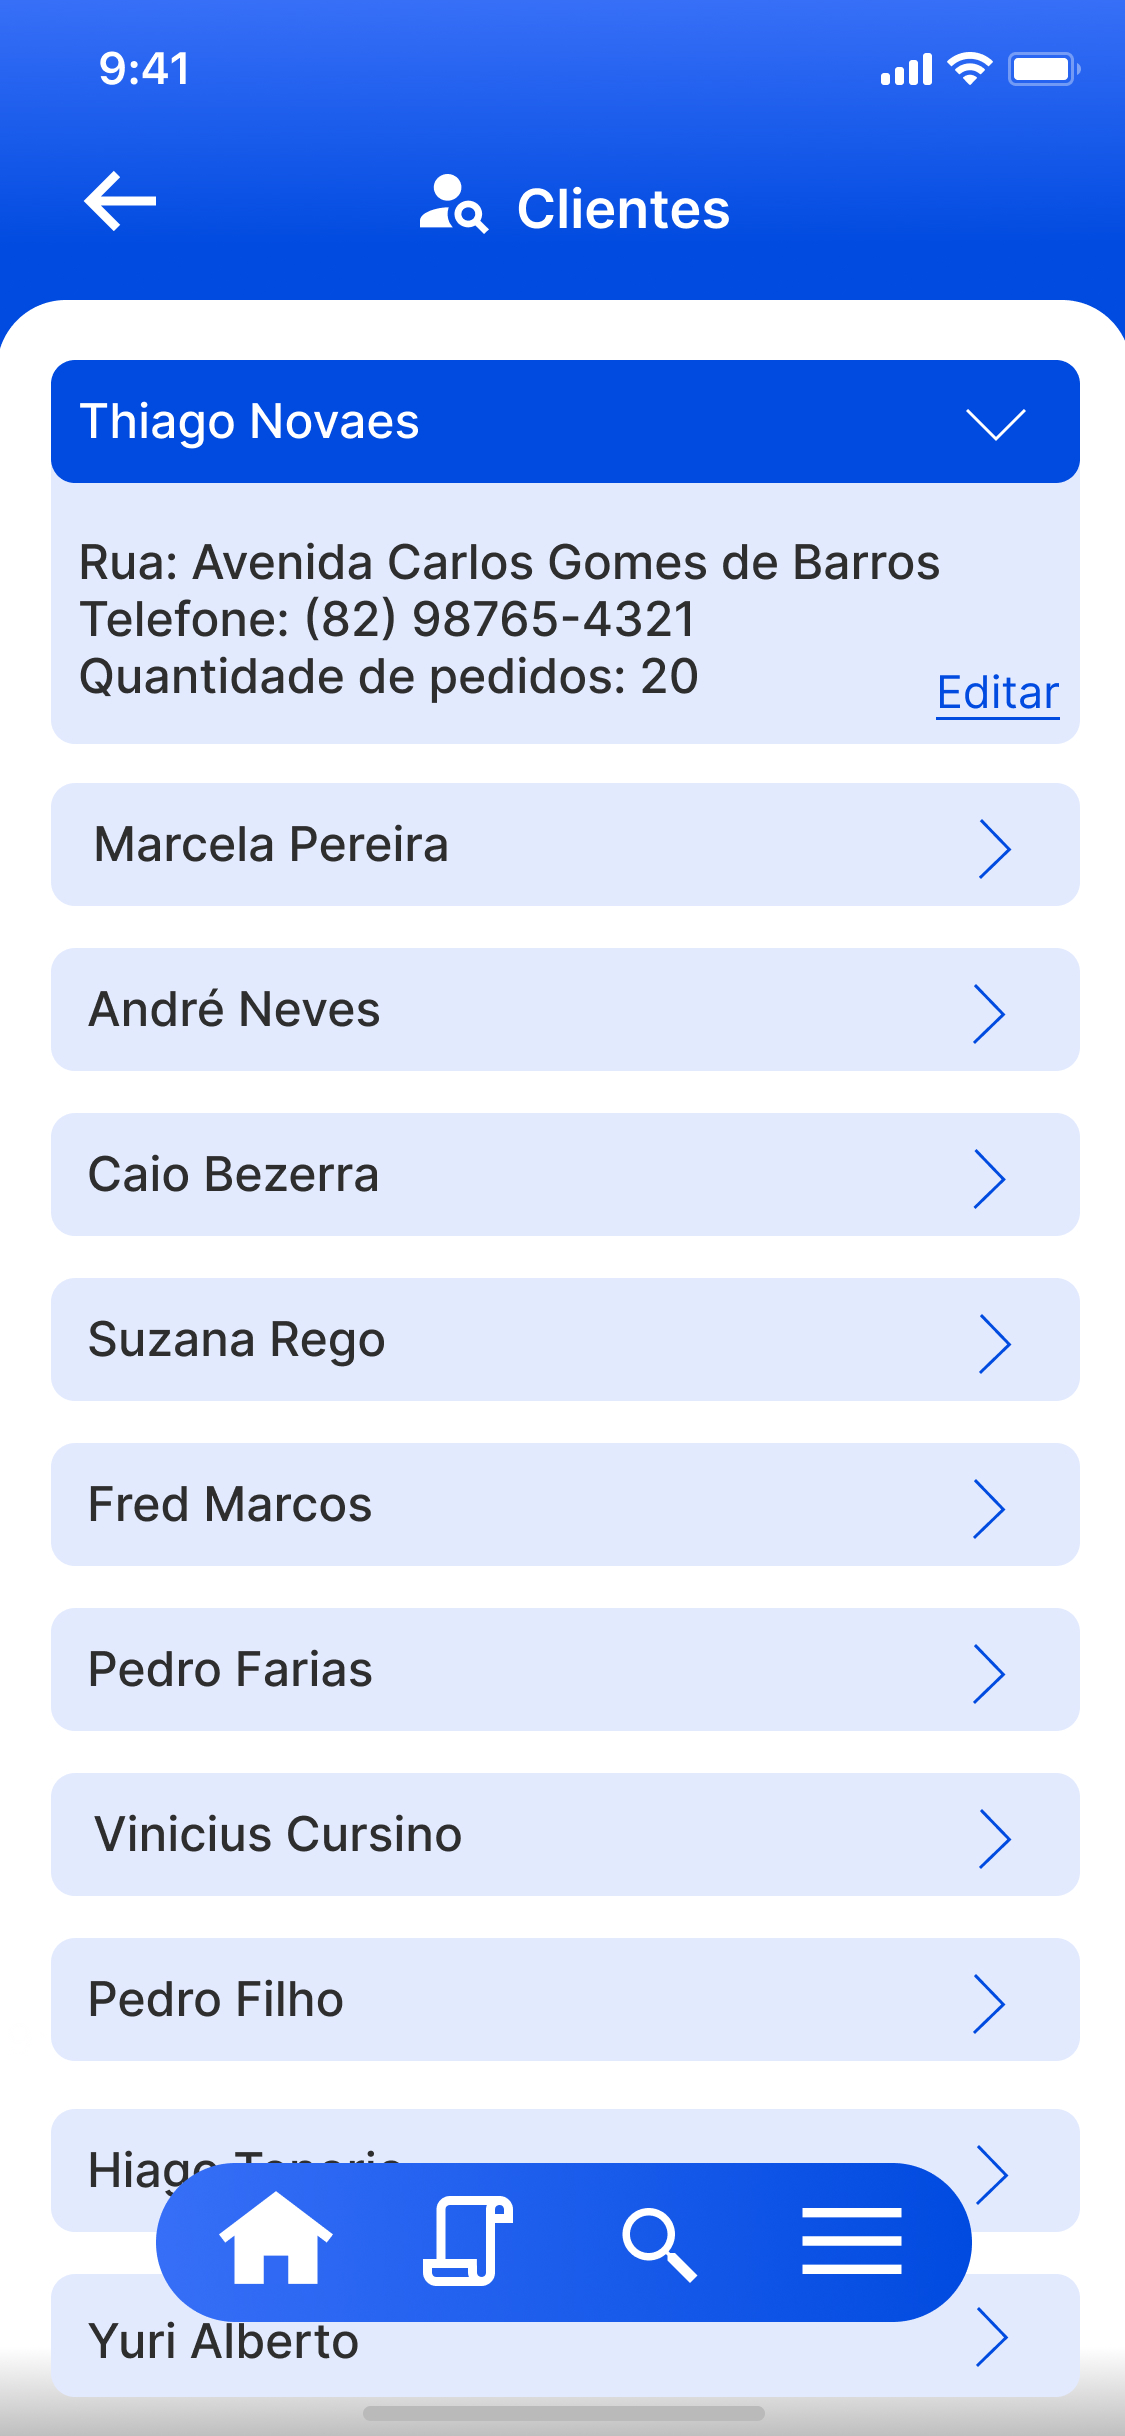 9:41
Clientes
Thiago Novaes
Rua: Avenida Carlos Gomes de Barros
Telefone: (82) 98765-4321
Quantidade de pedidos: 20
Editar
Marcela Pereira
André Neves
Caio Bezerra
Suzana Rego
Fred Marcos
Pedro Farias
Vinicius Cursino
Pedro Filho
Hiago
Yuri Alberto